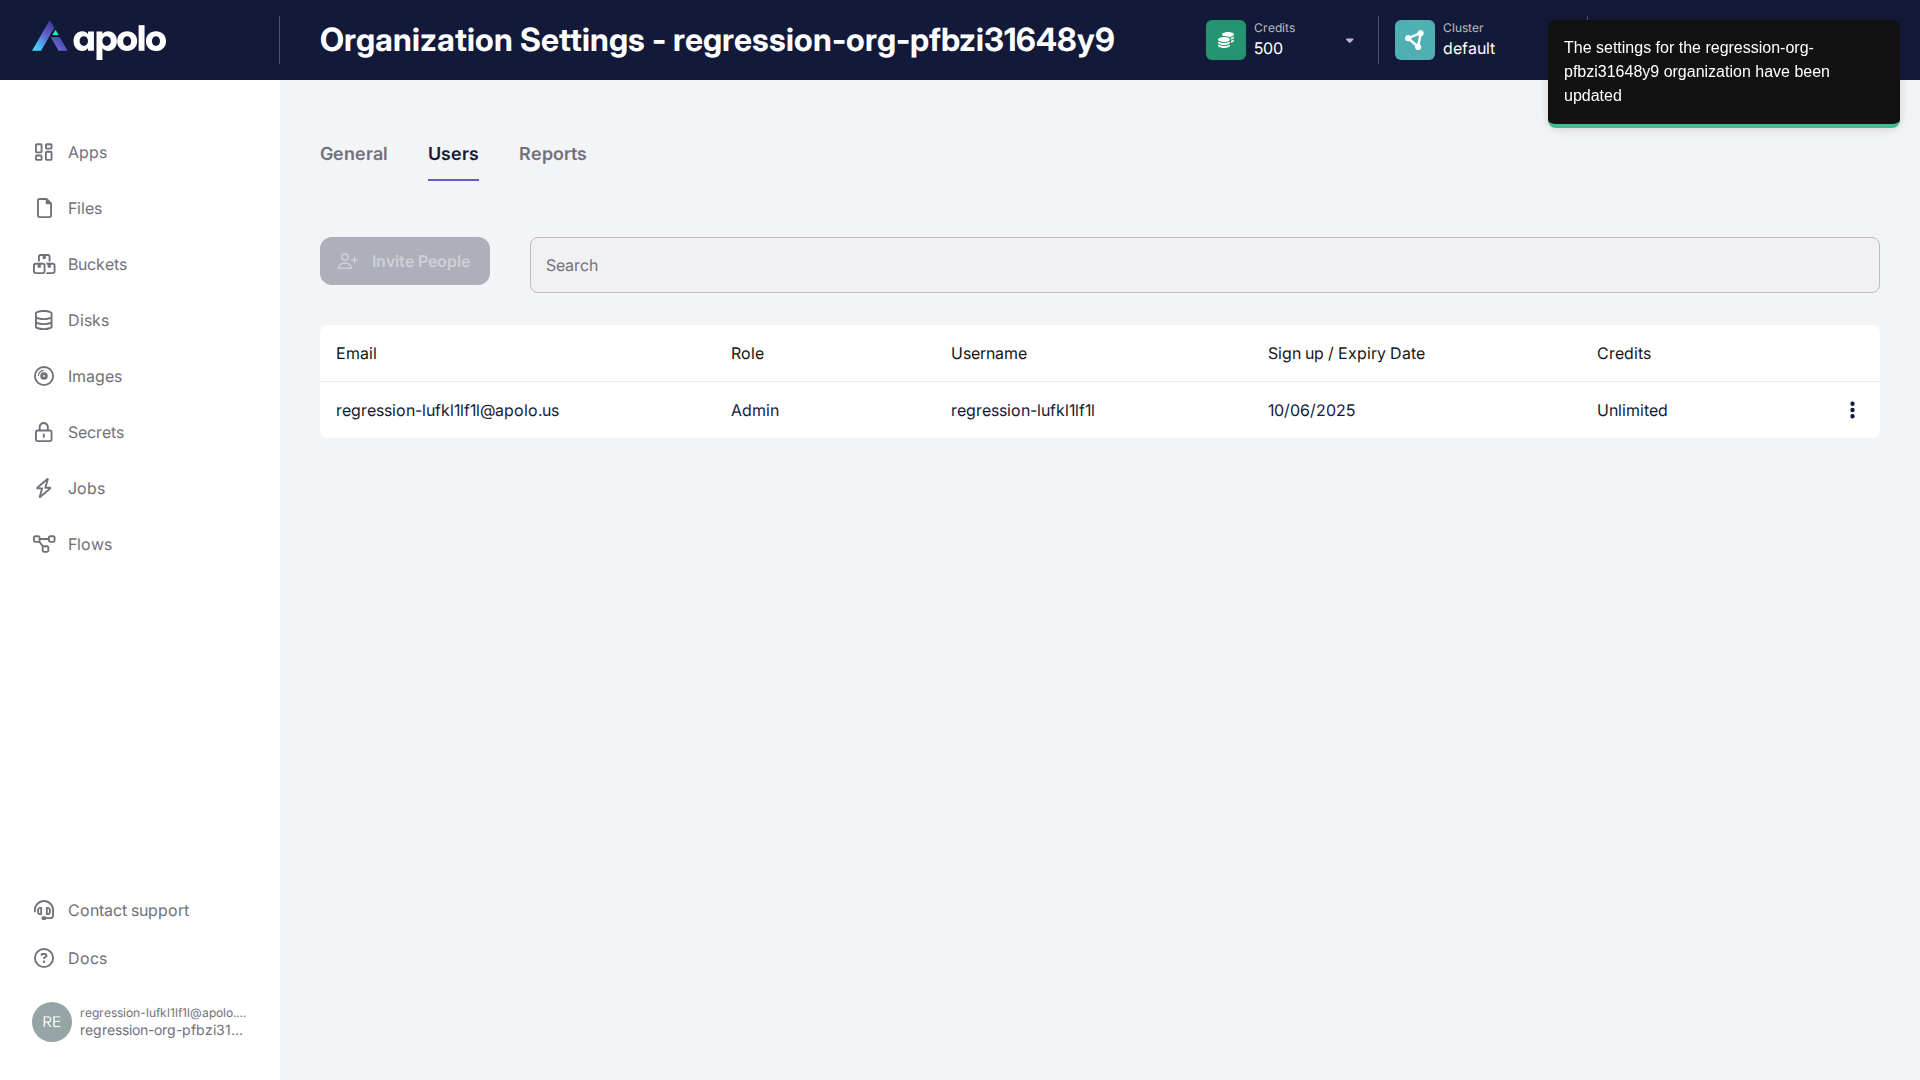 apolo
Organization Settings - regression-org-pfbzi31648y9
Credits
500
Cluster
default
The settings for the regression-org-
pfbzi31648y9 organization have been
updated
Apps
Files
Buckets
Disks
Images
Secrets
Jobs
Flows
General Users Reports
Invite People
Search
Email Role Username Sign up / Expiry Date Credits
regression-lufkl1lf1l@apolo.us Admin regression-lufkl1lf1l 10/06/2025 Unlimited
Contact support
Docs
RE
regression-lufkl1lf1l@apolo....
regression-org-pfbzi31...